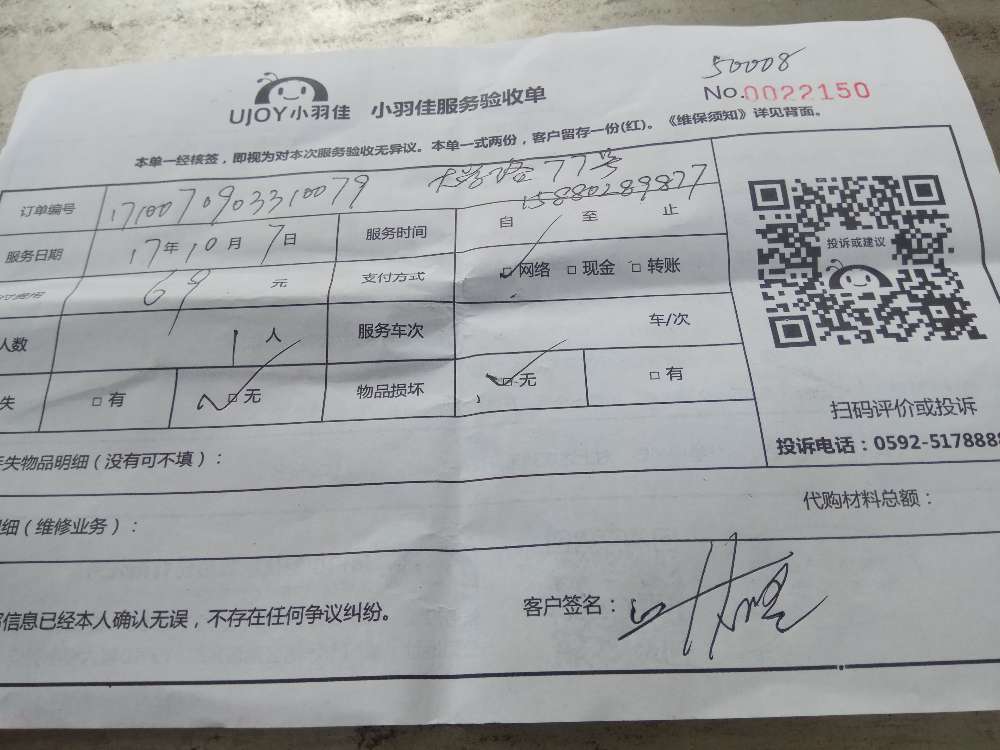 50008
UJOY小羽佳 小羽佳服务验收单 No.0022150
本单一经核签，即视为对本次服务验收无异议。本单一式两份，客户留存一份(红)。《维保须知》详见背面。
订单编号 171007090331 0079 77号
15880289877
服务日期 17年10月7日 服务时间 自 至 止
69元 支付方式 网络 现金 转账
人数 1人 服务车次 车/次
失 有 无 物品损坏 无 有
投诉或建议
扫码评价或投诉
投诉电话：0592-5178888
失物品明细（没有可不填）：
代购材料总额：
细（维修业务）：
信息已经本人确认无误，不存在任何争议纠纷。
客户签名：